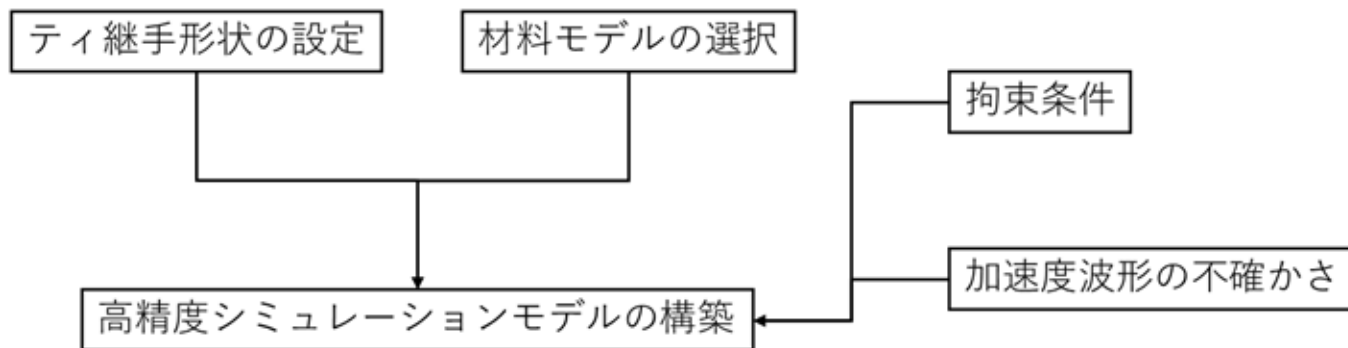 ティ継手形状の設定
材料モデルの選択
拘束条件
加速度波形の不確かさ
高精度シミュレーションモデルの構築